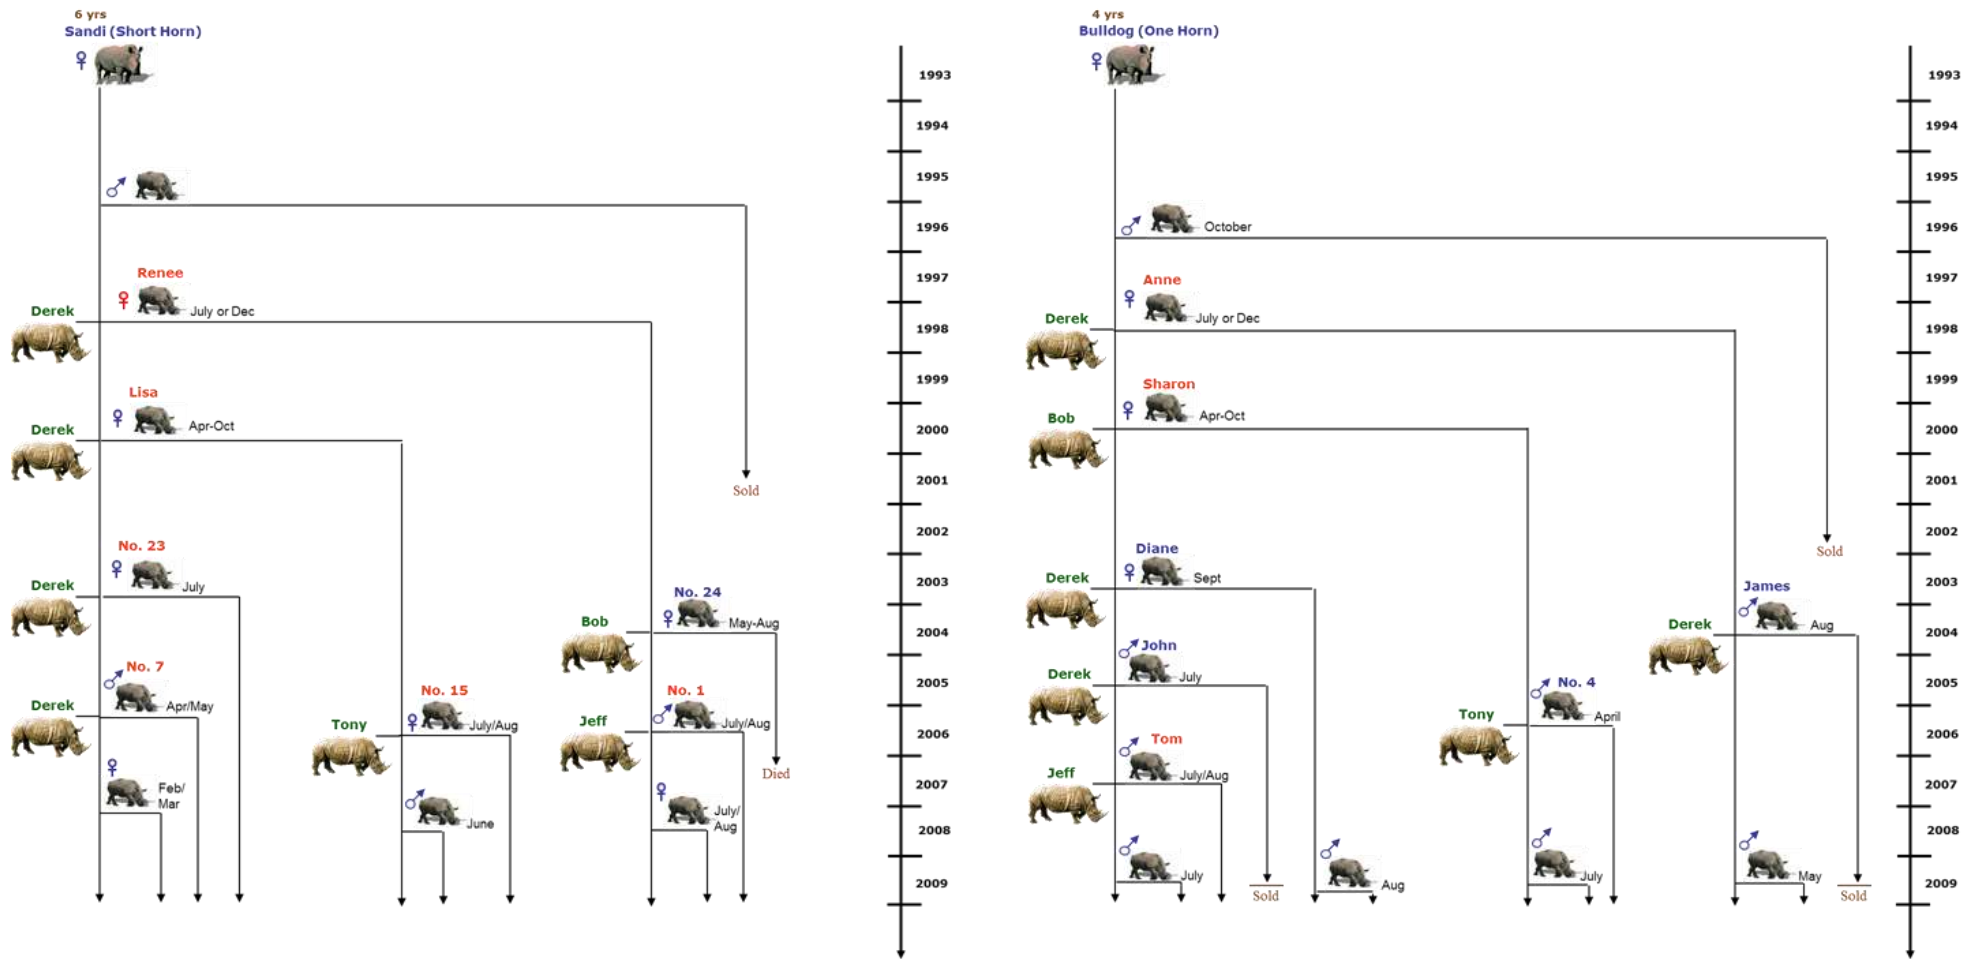 6 yrs
Sandi (Short Horn)
1993
1994
1995
1996
Renee
1997
Derek
July or Dec
1998
Lisa
1999
Derek
Apr-Oct
2000
2001
Sold
2002
No. 23
Derek
July
2003
No. 24
Bob
May-Aug
2004
No. 7
Derek
Apr/May
No. 15
No. 1
2005
Tony
July/Aug
Jeff
July/Aug
2006
Died
Feb/
Mar
2007
June
July/
Aug
2008
2009
4 yrs
Bulldog (One Horn)
1993
1994
1995
October
1996
Anne
1997
Derek
July or Dec
1998
Sharon
1999
Bob
Apr-Oct
2000
2001
2002
Sold
Diane
Derek
Sept
2003
James
Derek
Aug
2004
John
Derek
July
No. 4
2005
Tony
April
2006
Tom
Jeff
July/Aug
2007
2008
July
Sold
Aug
July
May
Sold
2009